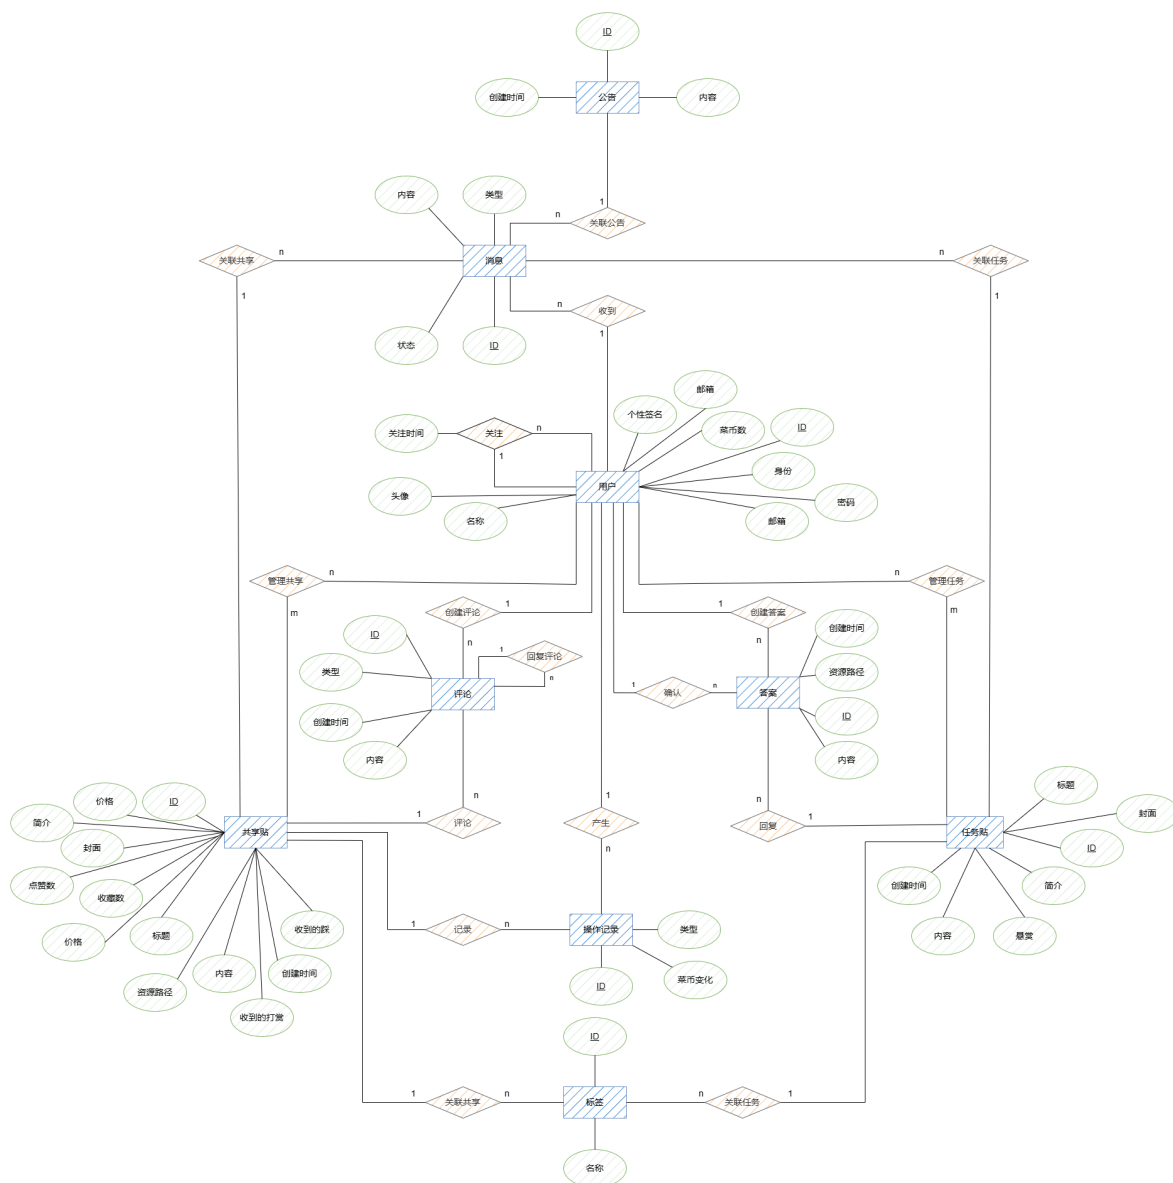 ID
创建时间
公告
内容
1
内容
类型
n
关联公告
关联共享
n
消息
n
关联任务
1
n
收到
1
1
状态
ID
邮箱
个性签名
关注时间
关注
n
菜币数
ID
1
身份
头像
用户
密码
名称
邮箱
管理共享
n
n
管理任务
m
m
创建评论
1
1
创建答案
ID
n
n
创建时间
1
回复评论
类型
n
资源路径
评论
1
确认
n
答案
创建时间
ID
内容
内容
标题
价格
ID
n
1
n
封面
简介
1
评论
产生
回复
1
共享贴
任务贴
封面
ID
n
点赞数
收藏数
创建时间
简介
价格
标题
收到的踩
1
记录
n
操作记录
类型
内容
悬赏
内容
创建时间
菜币变化
资源路径
ID
收到的打赏
ID
1
关联共享
n
标签
n
关联任务
1
名称